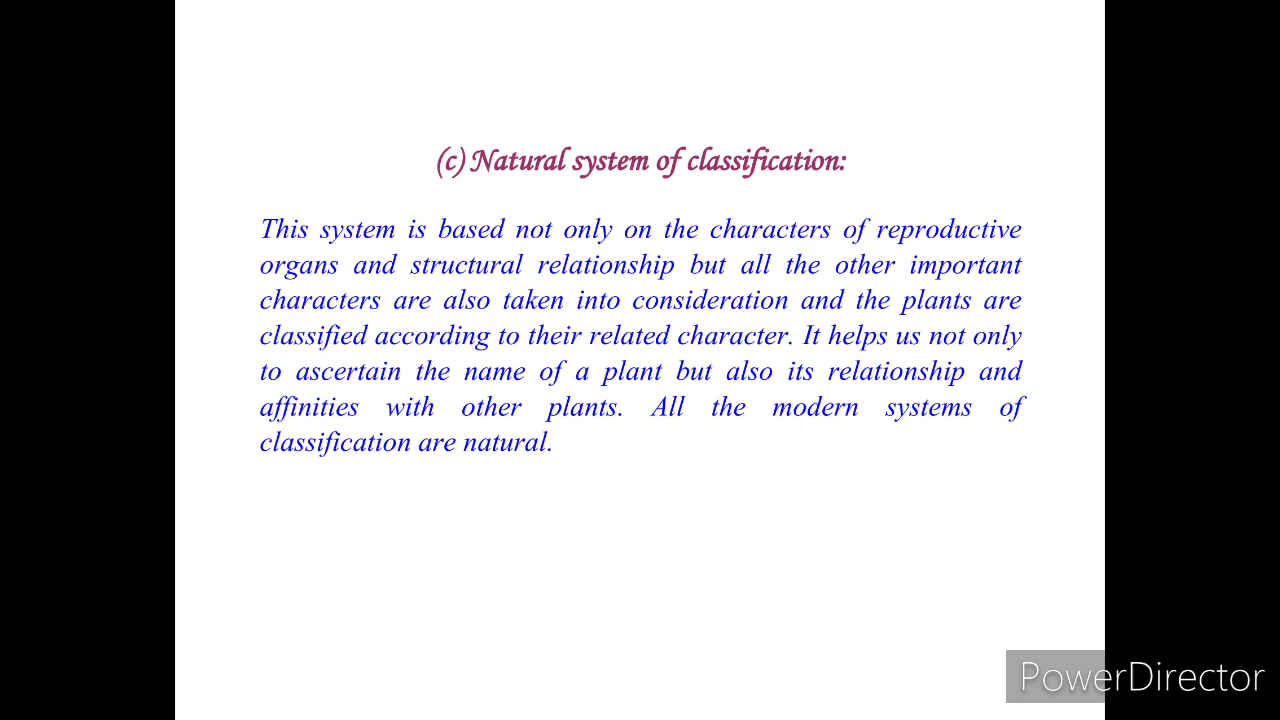 (c) Natural system of classification:
This system is based not only on the characters of reproductive
organs and structural relationship but all the other important
characters are also taken into consideration and the plants are
classified according to their related character. It helps us not only
to ascertain the name of a plant but also its relationship and
affinities with other plants. All the modern systems of
classification are natural.
PowerDirector